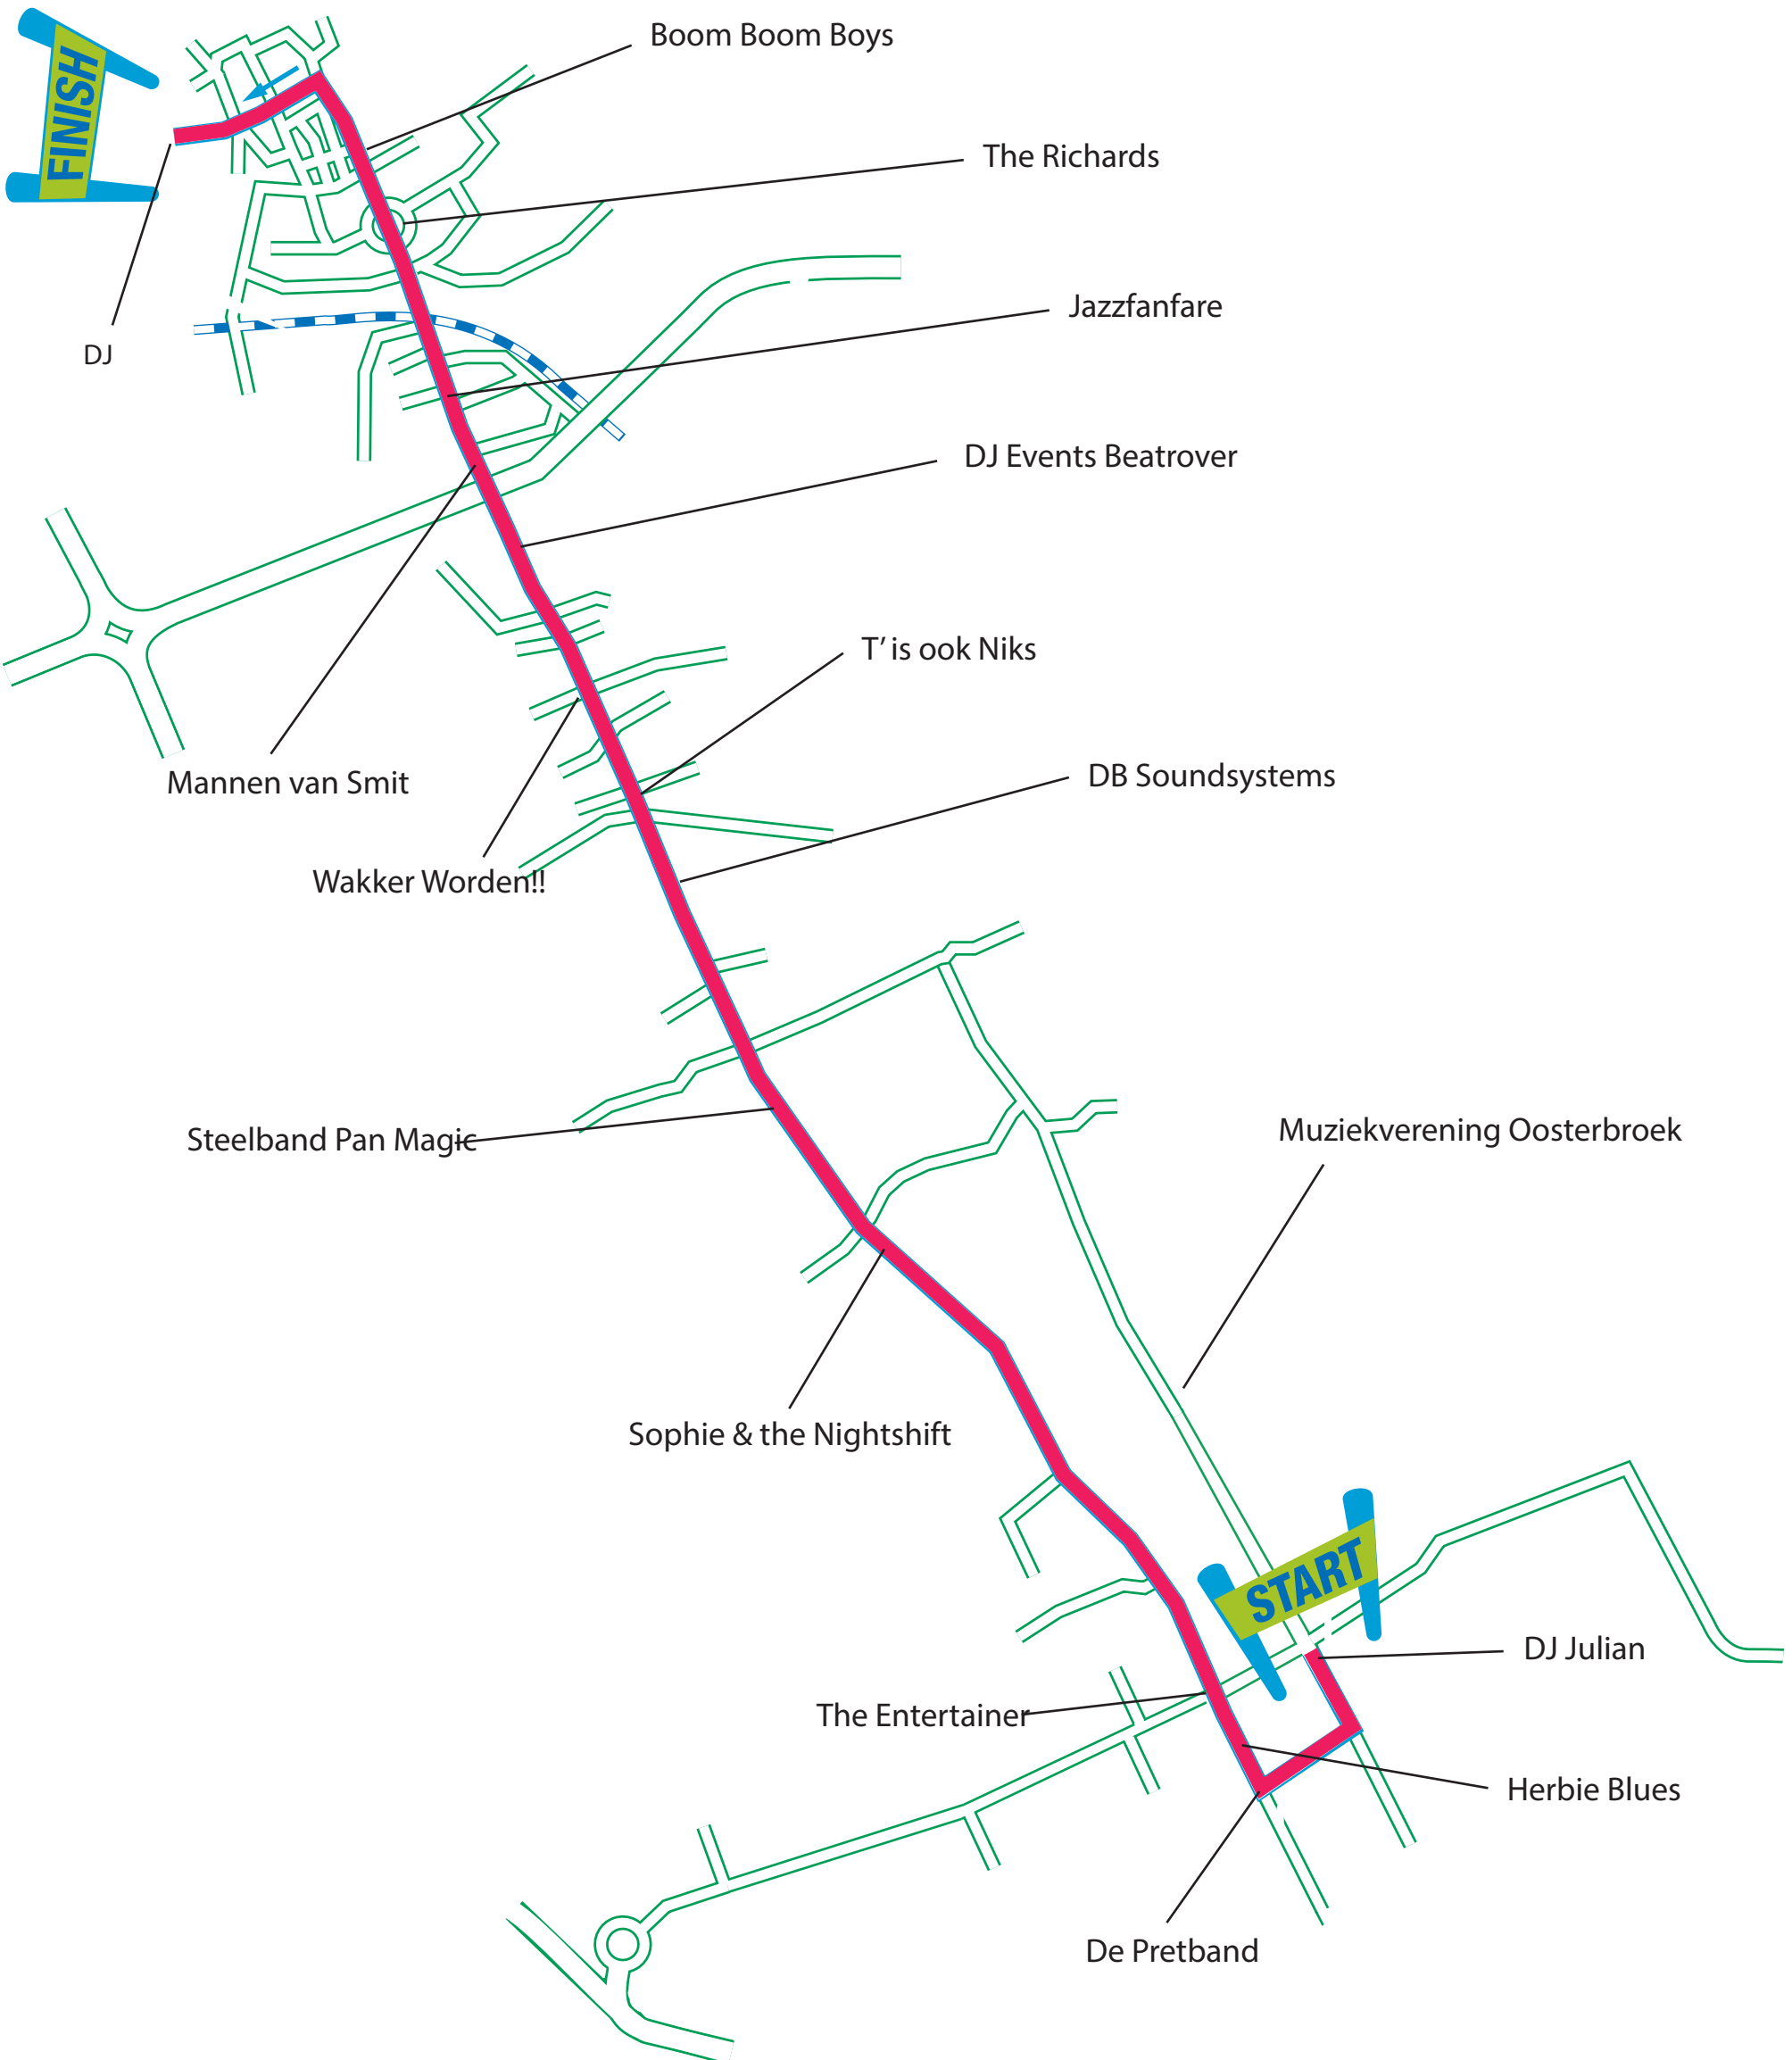 Boom Boom Boys
FINISH
The Richards
Jazzfanfare
DJ
DJ Events Beatrover
T’ is ook Niks
DB Soundsystems
Mannen van Smit
Wakker Worden!!
Muziekverening Oosterbroek
Steelband Pan Magic
Sophie & the Nightshift
START
DJ Julian
The Entertainer
Herbie Blues
De Pretband